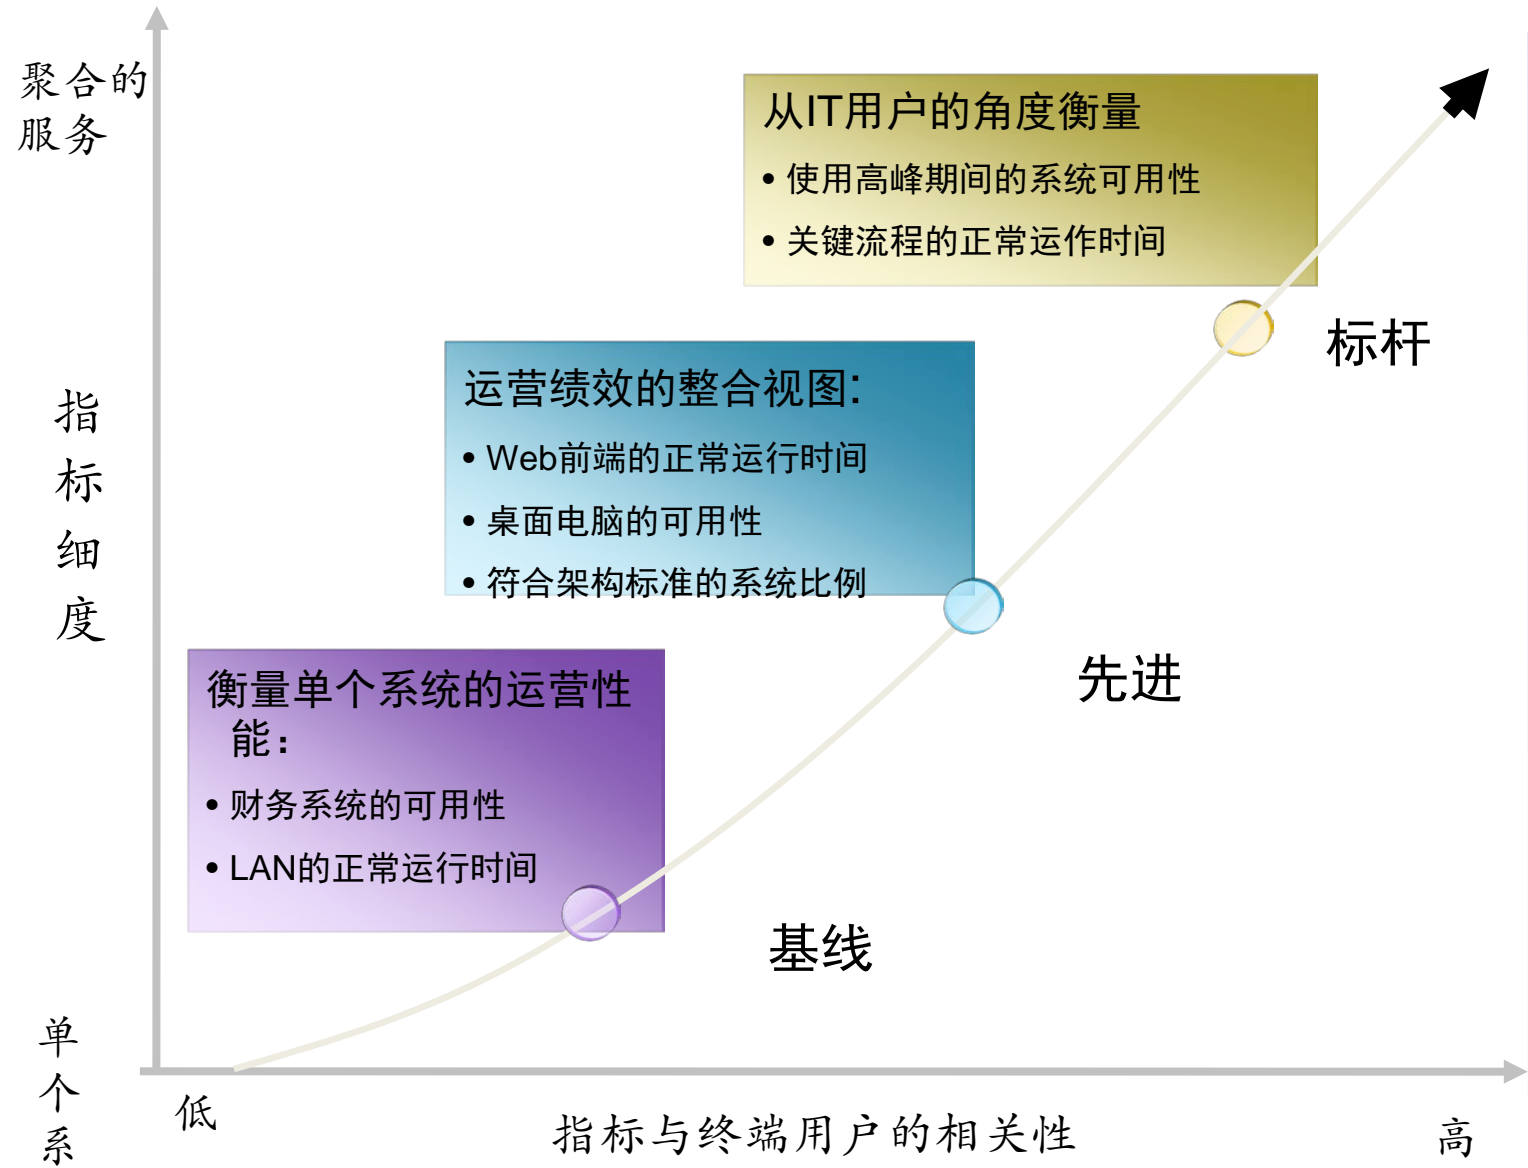 聚合的
服务
从IT用户的角度衡量
• 使用高峰期间的系统可用性
• 关键流程的正常运作时间
标杆
运营绩效的整合视图:
• Web前端的正常运行时间
• 桌面电脑的可用性
• 符合架构标准的系统比例
先进
指
标
细
度
衡量单个系统的运营性
能：
• 财务系统的可用性
• LAN的正常运行时间
基线
单
个
系
低
指标与终端用户的相关性
高